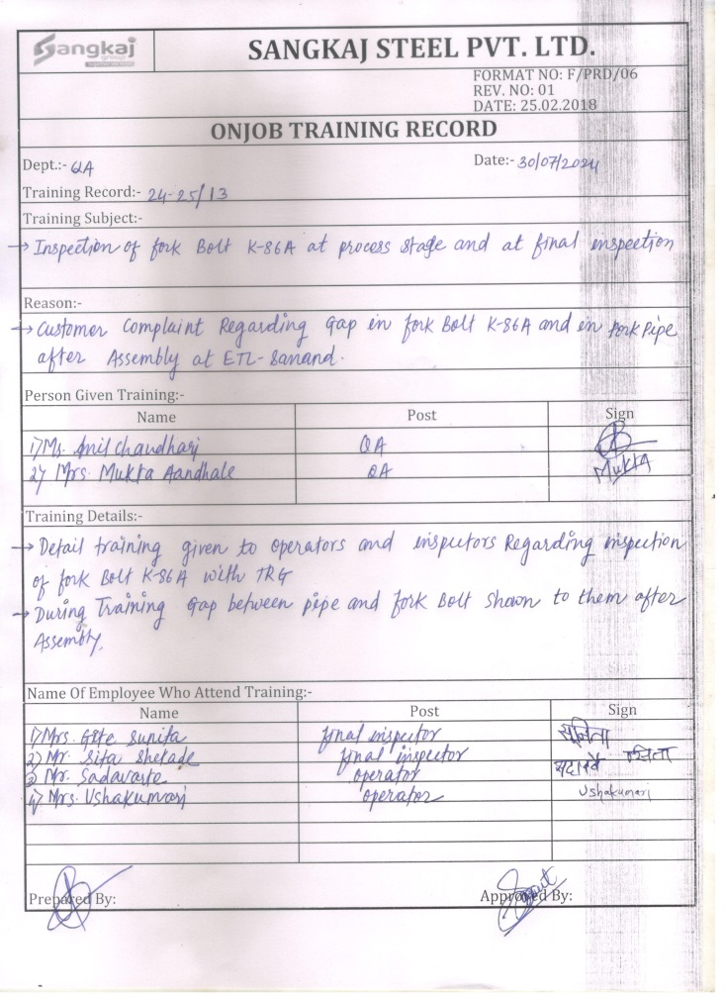 Sangkaj
group
SANGKAJ STEEL PVT. LTD.
FORMAT NO: F/PRD/06
REV. NO: 01
DATE: 25.02.2018
ONJOB TRAINING RECORD
Dept.:- QA Date:- 30/07/2024
Training Record:- 24-25/13
Training Subject:-
→ Inspection of fork Bolt K-86A at process stage and at final inspection
Reason:-
→ Customer Complaint Regarding Gap in fork Bolt K-86A and in fork Pipe
after Assembly at ETL-Sanand.
Person Given Training:-
Name Post Sign
1) Mr. Anil Chaudhari QA
2) Mrs. Mukta Aandhale QA Mukta
Training Details:-
→ Detail training given to operators and inspectors Regarding inspection
of fork Bolt K-86A with TRG
→ During Training Gap between pipe and fork Bolt shown to them after
Assembly.
Name Of Employee Who Attend Training:-
Name Post Sign
1) Mrs. Gite Sunita final inspector सुनिता
2) Mr. Sita Shelade final inspector सिता
3) Mr. Sadavarte operator सदावर्ते
4) Mrs. Ushakumari operator Ushakumari
Prepared By: Approved By: